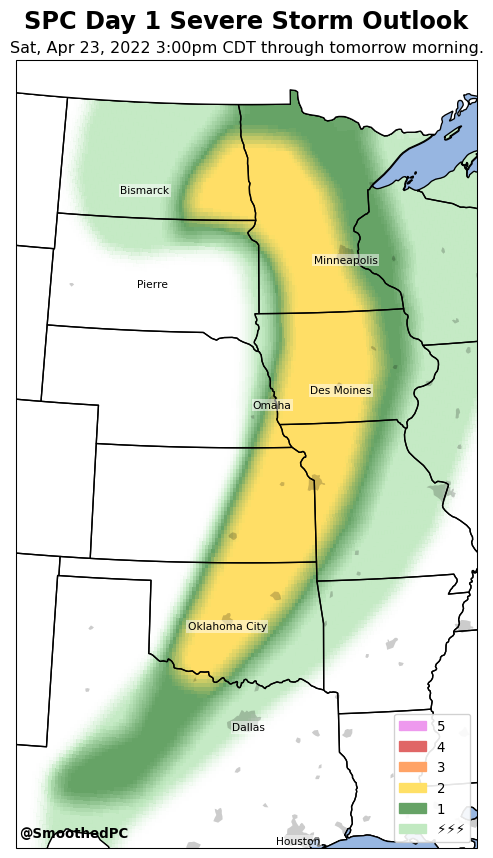 SPC Day 1 Severe Storm Outlook
Sat, Apr 23, 2022 3:00pm CDT through tomorrow morning.
Bismarck
Minneapolis
Pierre
Des Moines
Omaha
Oklahoma City
Dallas
5
4
3
2
1
⚡⚡⚡
@SmoothedPC
Houston